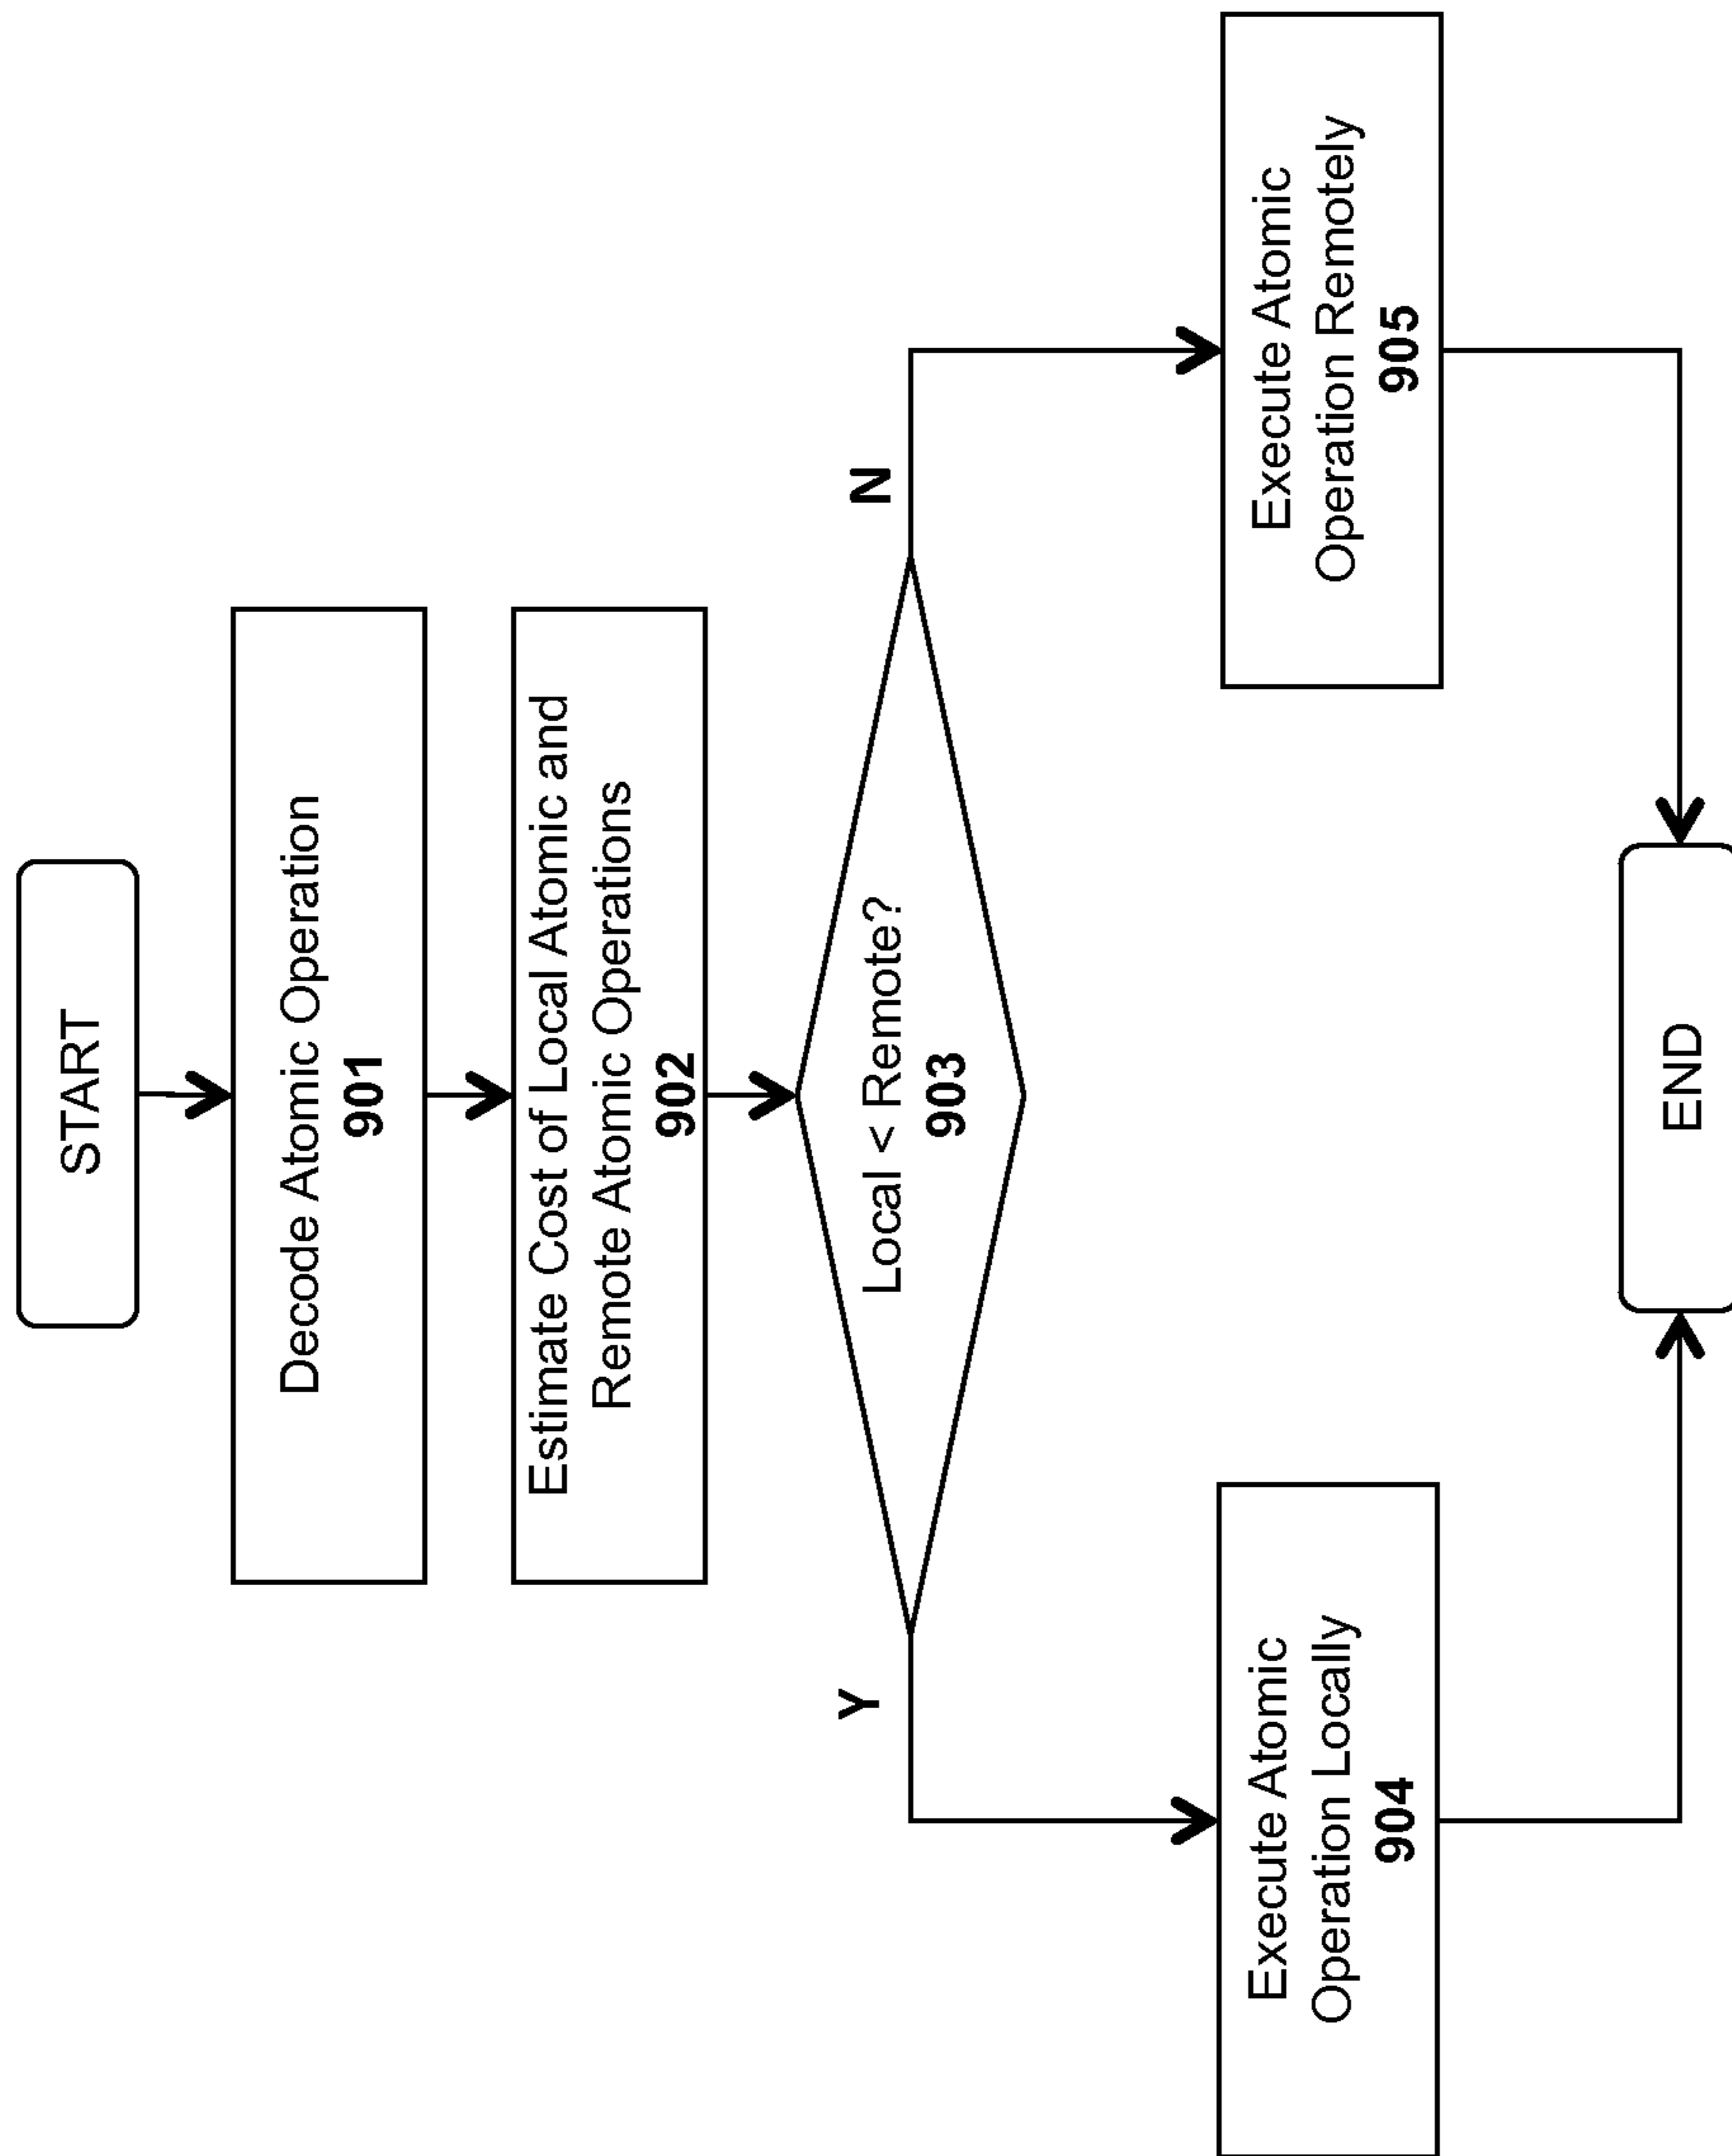 START
Decode Atomic Operation
901
Estimate Cost of Local Atomic and
Remote Atomic Operations
902
Local < Remote?
903
Y
N
Execute Atomic
Operation Locally
904
Execute Atomic
Operation Remotely
905
END